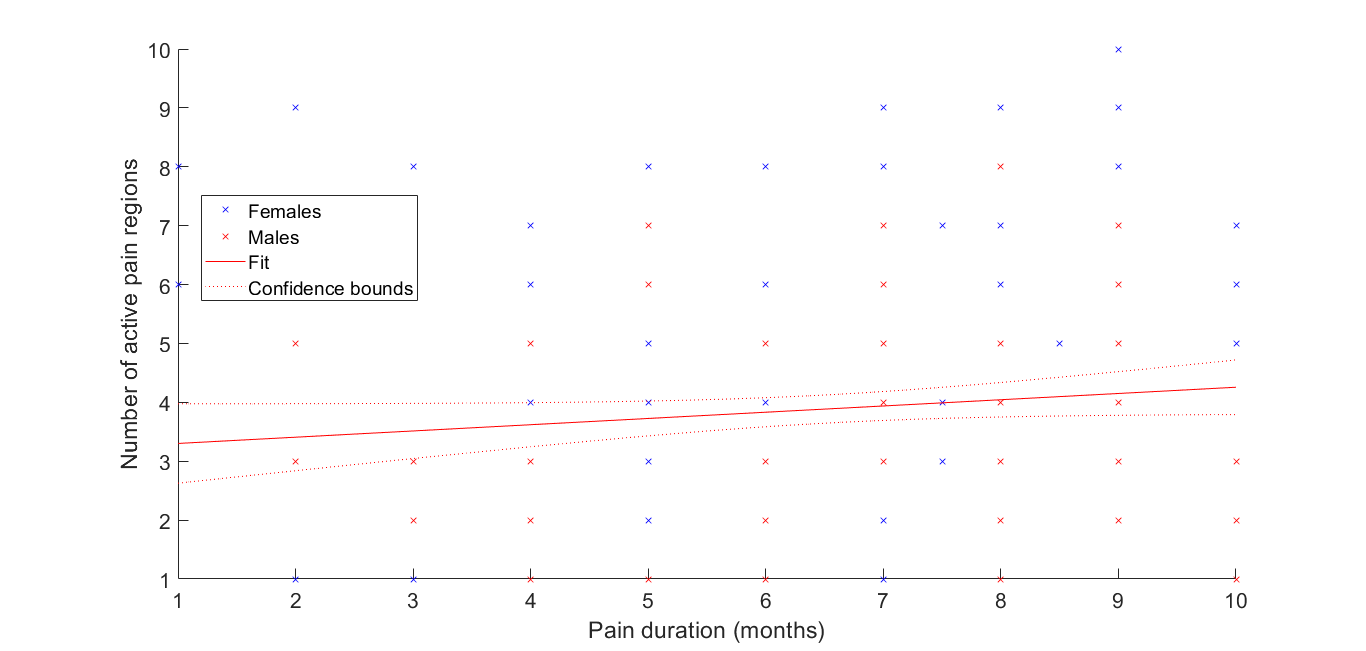 10
9
8
7
6
5
4
3
2
1
Number of active pain regions
Females
Males
Fit
Confidence bounds
1 2 3 4 5 6 7 8 9 10
Pain duration (months)